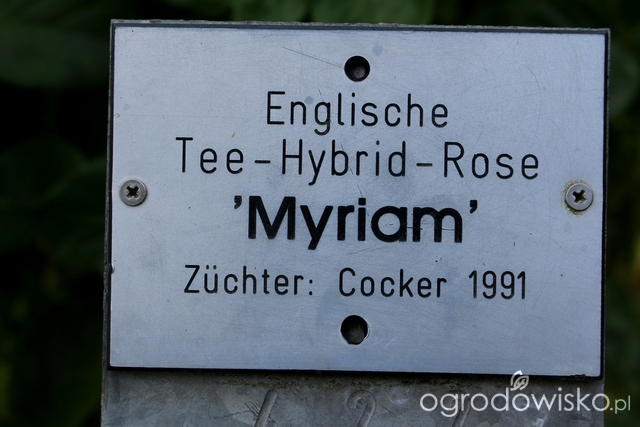 Englische
Tee-Hybrid-Rose
'Myriam'
Züchter: Cocker 1991
ogrodowisko.pl